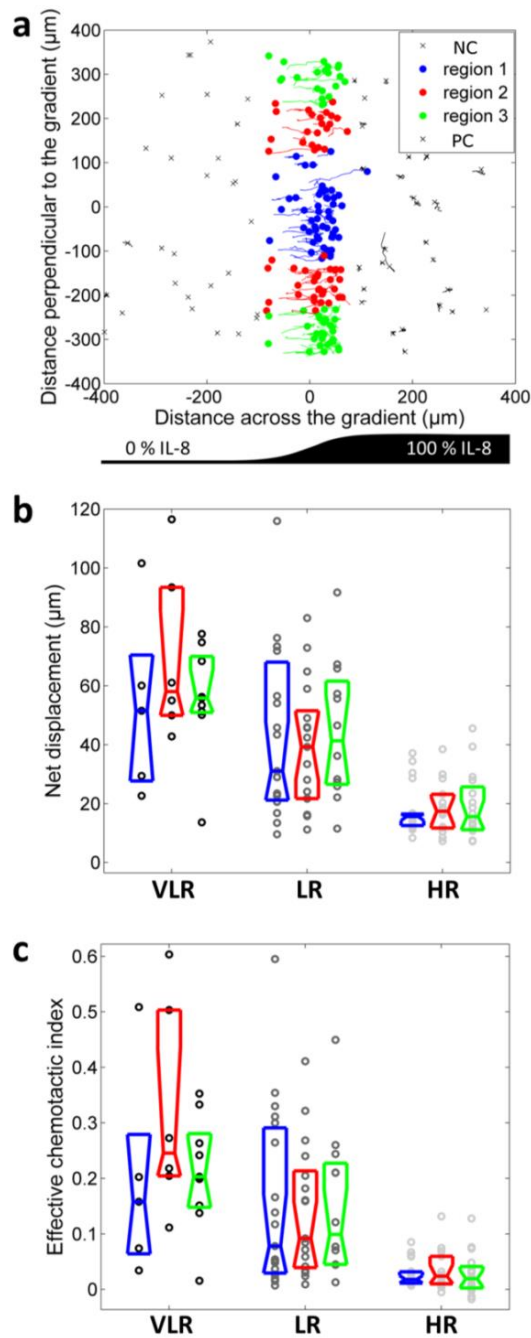 a
Distance perpendicular to the gradient (µm)
400
300
200
100
0
-100
-200
-300
-400
NC
region 1
region 2
region 3
PC
-400 -200 0 200 400
Distance across the gradient (µm)
0 % IL-8 100 % IL-8
b
Net displacement (µm)
120
100
80
60
40
20
0
VLR LR HR
c
Effective chemotactic index
0.6
0.5
0.4
0.3
0.2
0.1
0
VLR LR HR